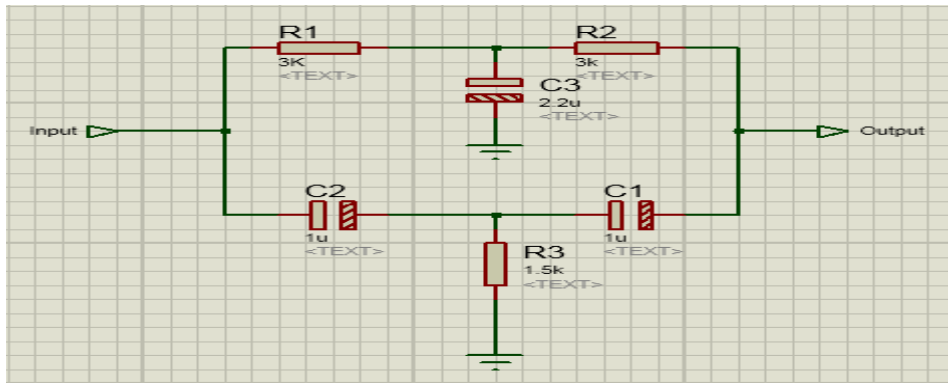 R1
3K
<TEXT>
R2
3k
<TEXT>
C3
2.2u
<TEXT>
Input
Output
C2
1u
<TEXT>
C1
1u
<TEXT>
R3
1.5k
<TEXT>